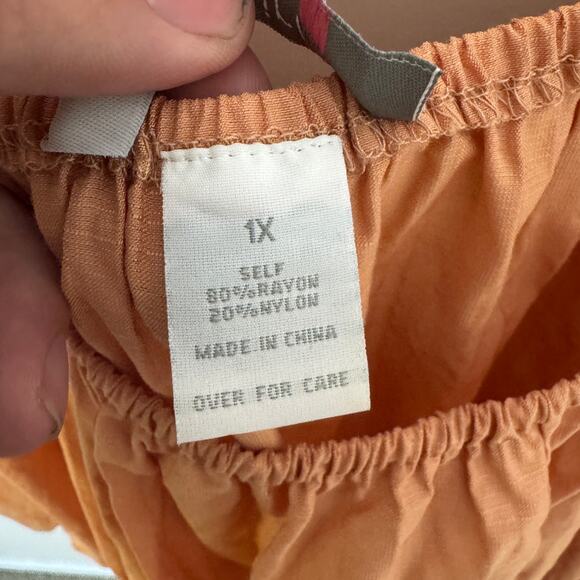 1X
SELF
80%RAYON
20%NYLON
MADE IN CHINA
OVER FOR CARE